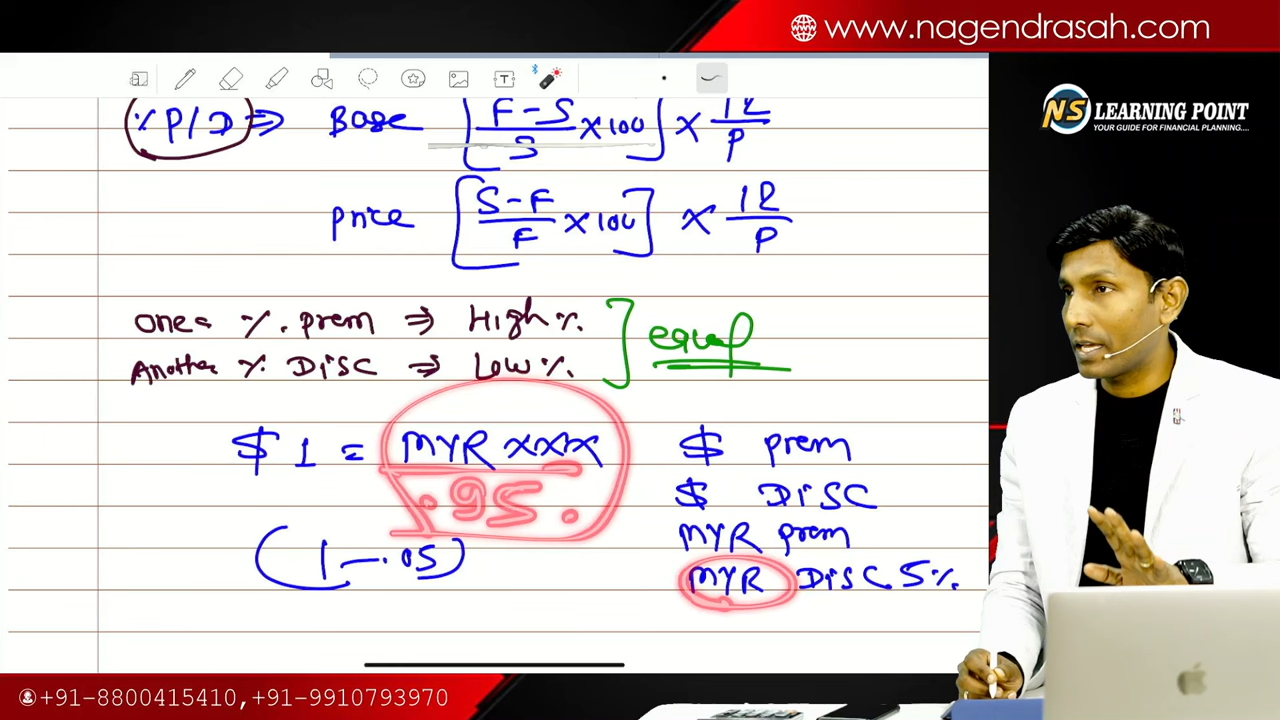 www.nagendrasah.com
NS LEARNING POINT
YOUR GUIDE FOR FINANCIAL PLANNING....
% P/D ⇒ Base [F-S/S × 100] × 12/P
Price [S-F/F × 100] × 12/P
One = %. prem ⇒ High %.
Another % DISC ⇒ Low %.
] equal
$ 1 = MYR xxx / .95.
(1-.05)
$ prem
$ DISC
MYR prem
MYR DISC 5%
+91-8800415410,+91-9910793970